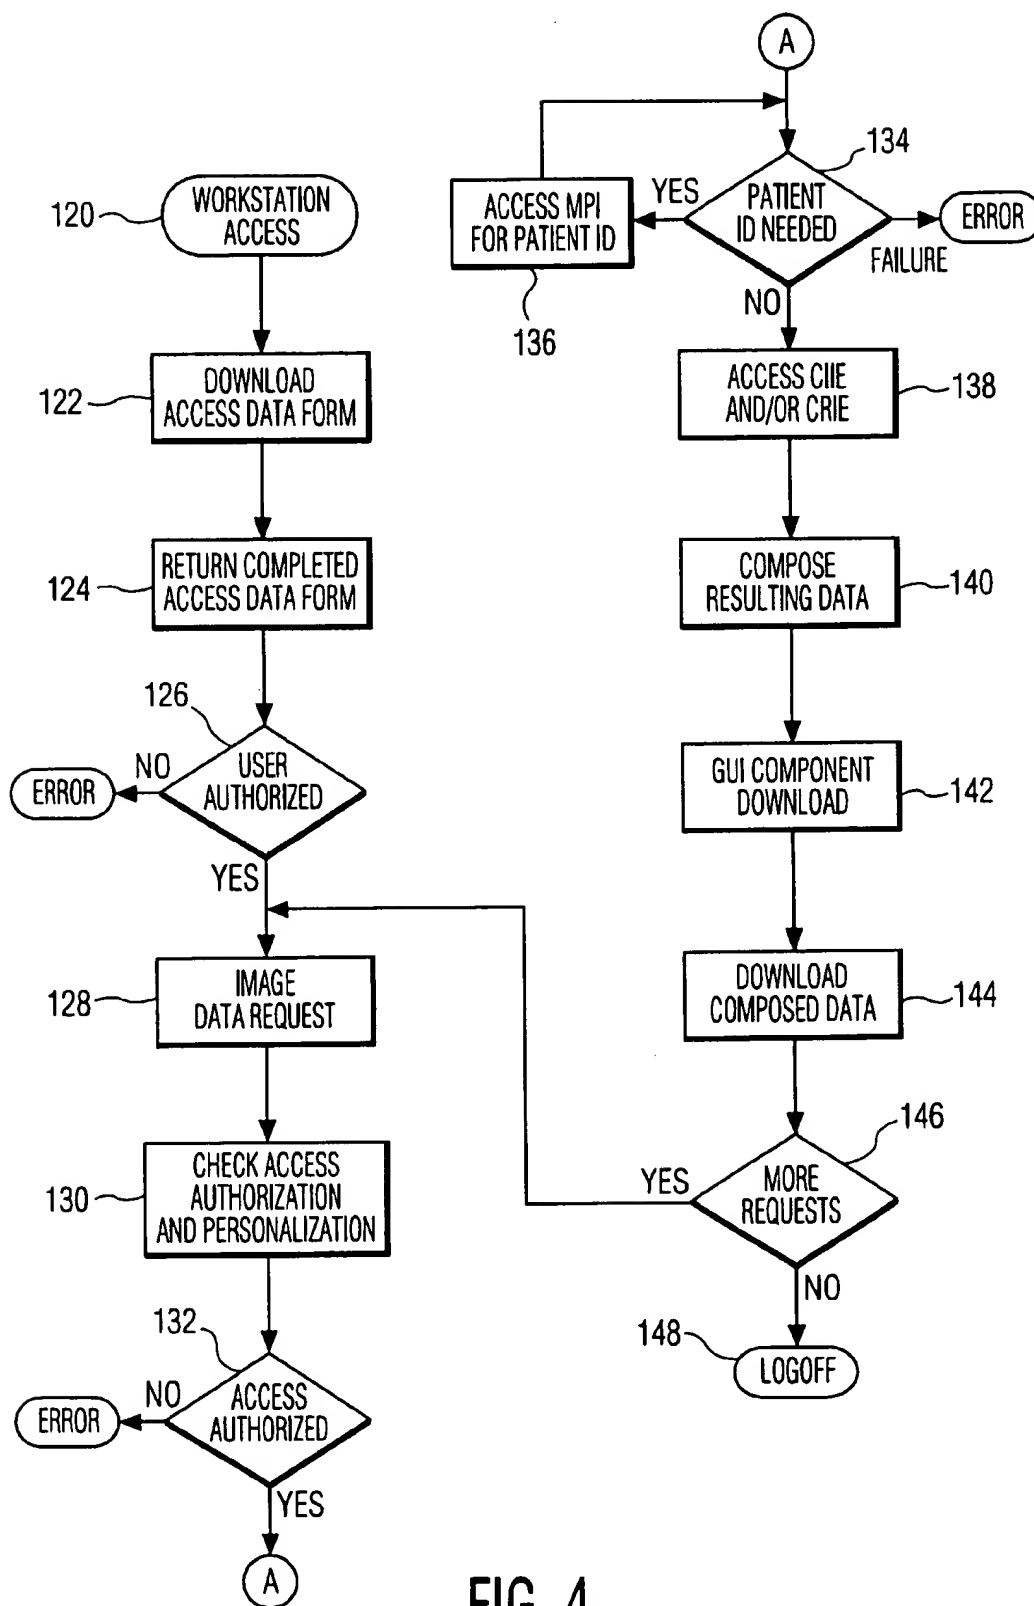 120
WORKSTATION
ACCESS
122
DOWNLOAD
ACCESS DATA FORM
124
RETURN COMPLETED
ACCESS DATA FORM
126
USER
AUTHORIZED
NO
ERROR
YES
128
IMAGE
DATA REQUEST
130
CHECK ACCESS
AUTHORIZATION
AND PERSONALIZATION
132
ACCESS
AUTHORIZED
NO
ERROR
YES
A
A
134
PATIENT
ID NEEDED
YES
ACCESS MPI
FOR PATIENT ID
136
FAILURE
ERROR
NO
138
ACCESS CIIE
AND/OR CRIE
140
COMPOSE
RESULTING DATA
142
GUI COMPONENT
DOWNLOAD
144
DOWNLOAD
COMPOSED DATA
146
MORE
REQUESTS
YES
NO
148
LOGOFF
FIG. 4